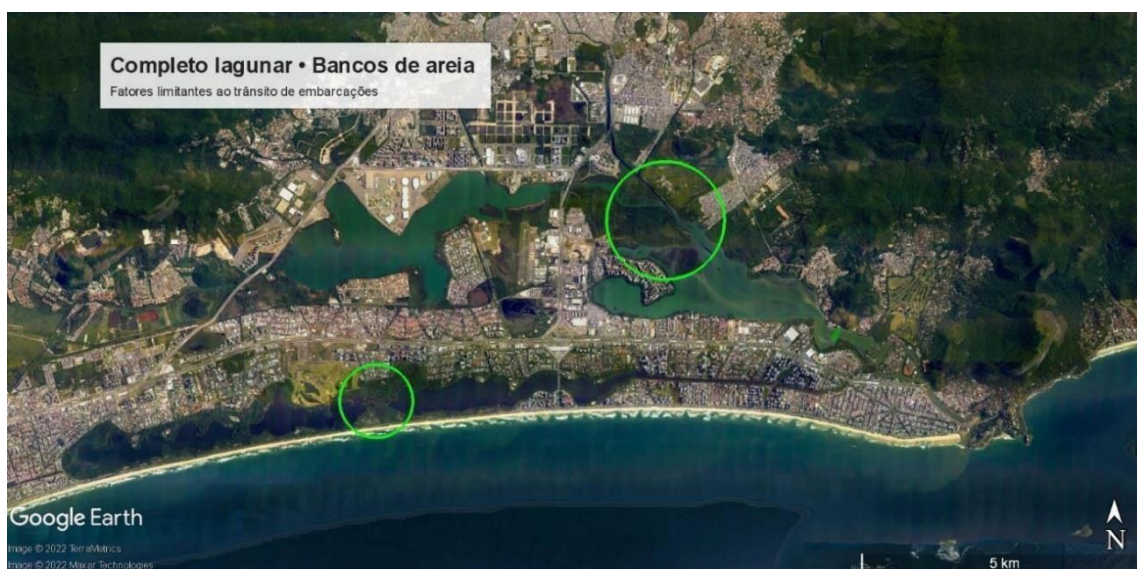 Completo lagunar • Bancos de areia
Fatores limitantes ao trânsito de embarcações
Google Earth
Image © 2022 TerraMetrics
Image © 2022 Maxar Technologies
N
5 km